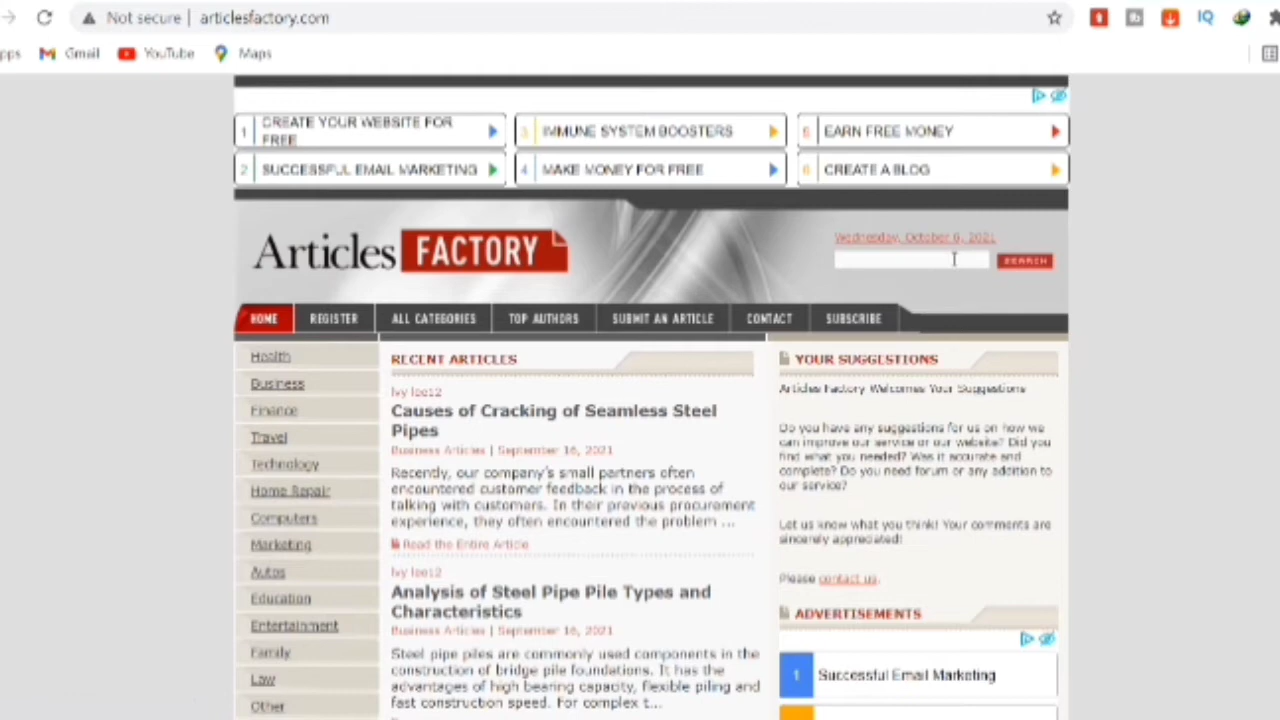 Not secure | articlesfactory.com
IQ
pps
Gmail
YouTube
Maps
1 CREATE YOUR WEBSITE FOR FREE
3 IMMUNE SYSTEM BOOSTERS
5 EARN FREE MONEY
2 SUCCESSFUL EMAIL MARKETING
4 MAKE MONEY FOR FREE
6 CREATE A BLOG
Articles FACTORY
Wednesday, October 6, 2021
SEARCH
HOME
REGISTER
ALL CATEGORIES
TOP AUTHORS
SUBMIT AN ARTICLE
CONTACT
SUBSCRIBE
Health
Business
Finance
Travel
Technology
Home Repair
Computers
Marketing
Autos
Education
Entertainment
Family
Law
Other
RECENT ARTICLES
Ivy lee12
Causes of Cracking of Seamless Steel
Pipes
Business Articles | September 16, 2021
Recently, our company's small partners often
encountered customer feedback in the process of
talking with customers. In their previous procurement
experience, they often encountered the problem ...
Read the Entire Article
Ivy lee12
Analysis of Steel Pipe Pile Types and
Characteristics
Business Articles | September 16, 2021
Steel pipe piles are commonly used components in the
construction of bridge pile foundations. It has the
advantages of high bearing capacity, flexible piling and
fast construction speed. For complex t...
YOUR SUGGESTIONS
Articles Factory Welcomes Your Suggestions
Do you have any suggestions for us on how we
can improve our service or our website? Did you
find what you needed? Was it accurate and
complete? Do you need forum or any addition to
our service?
Let us know what you think! Your comments are
sincerely appreciated!
Please contact us.
ADVERTISEMENTS
1 Successful Email Marketing